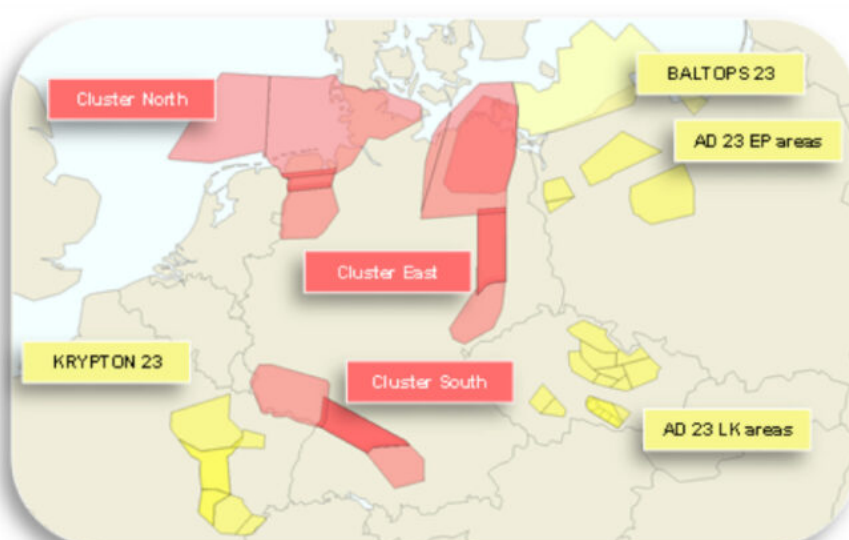 Cluster North
BALTOPS 23
AD 23 EP areas
Cluster East
KRYPTON 23
Cluster South
AD 23 LK areas